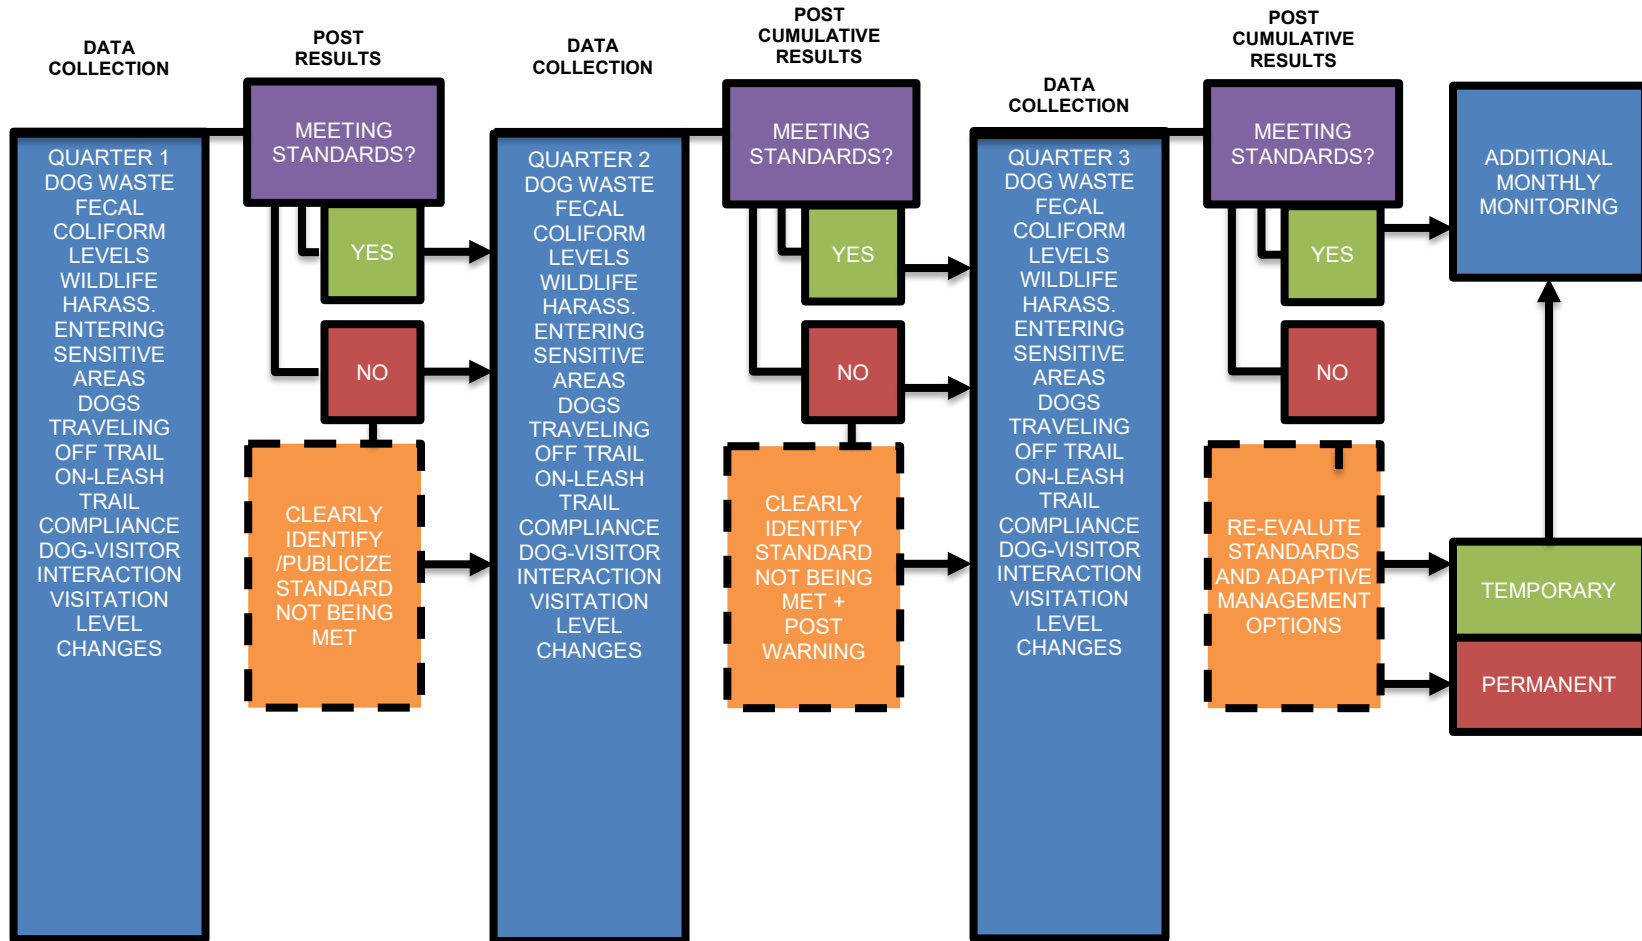 DATA
COLLECTION
QUARTER 1
DOG WASTE
FECAL
COLIFORM
LEVELS
WILDLIFE
HARASS.
ENTERING
SENSITIVE
AREAS
DOGS
TRAVELING
OFF TRAIL
ON-LEASH
TRAIL
COMPLIANCE
DOG-VISITOR
INTERACTION
VISITATION
LEVEL
CHANGES
POST
RESULTS
MEETING
STANDARDS?
YES
NO
CLEARLY
IDENTIFY
/PUBLICIZE
STANDARD
NOT BEING
MET
DATA
COLLECTION
QUARTER 2
DOG WASTE
FECAL
COLIFORM
LEVELS
WILDLIFE
HARASS.
ENTERING
SENSITIVE
AREAS
DOGS
TRAVELING
OFF TRAIL
ON-LEASH
TRAIL
COMPLIANCE
DOG-VISITOR
INTERACTION
VISITATION
LEVEL
CHANGES
POST
CUMULATIVE
RESULTS
MEETING
STANDARDS?
YES
NO
CLEARLY
IDENTIFY
STANDARD
NOT BEING
MET +
POST
WARNING
DATA
COLLECTION
QUARTER 3
DOG WASTE
FECAL
COLIFORM
LEVELS
WILDLIFE
HARASS.
ENTERING
SENSITIVE
AREAS
DOGS
TRAVELING
OFF TRAIL
ON-LEASH
TRAIL
COMPLIANCE
DOG-VISITOR
INTERACTION
VISITATION
LEVEL
CHANGES
POST
CUMULATIVE
RESULTS
MEETING
STANDARDS?
YES
NO
RE-EVALUTE
STANDARDS
AND ADAPTIVE
MANAGEMENT
OPTIONS
ADDITIONAL
MONTHLY
MONITORING
TEMPORARY
PERMANENT